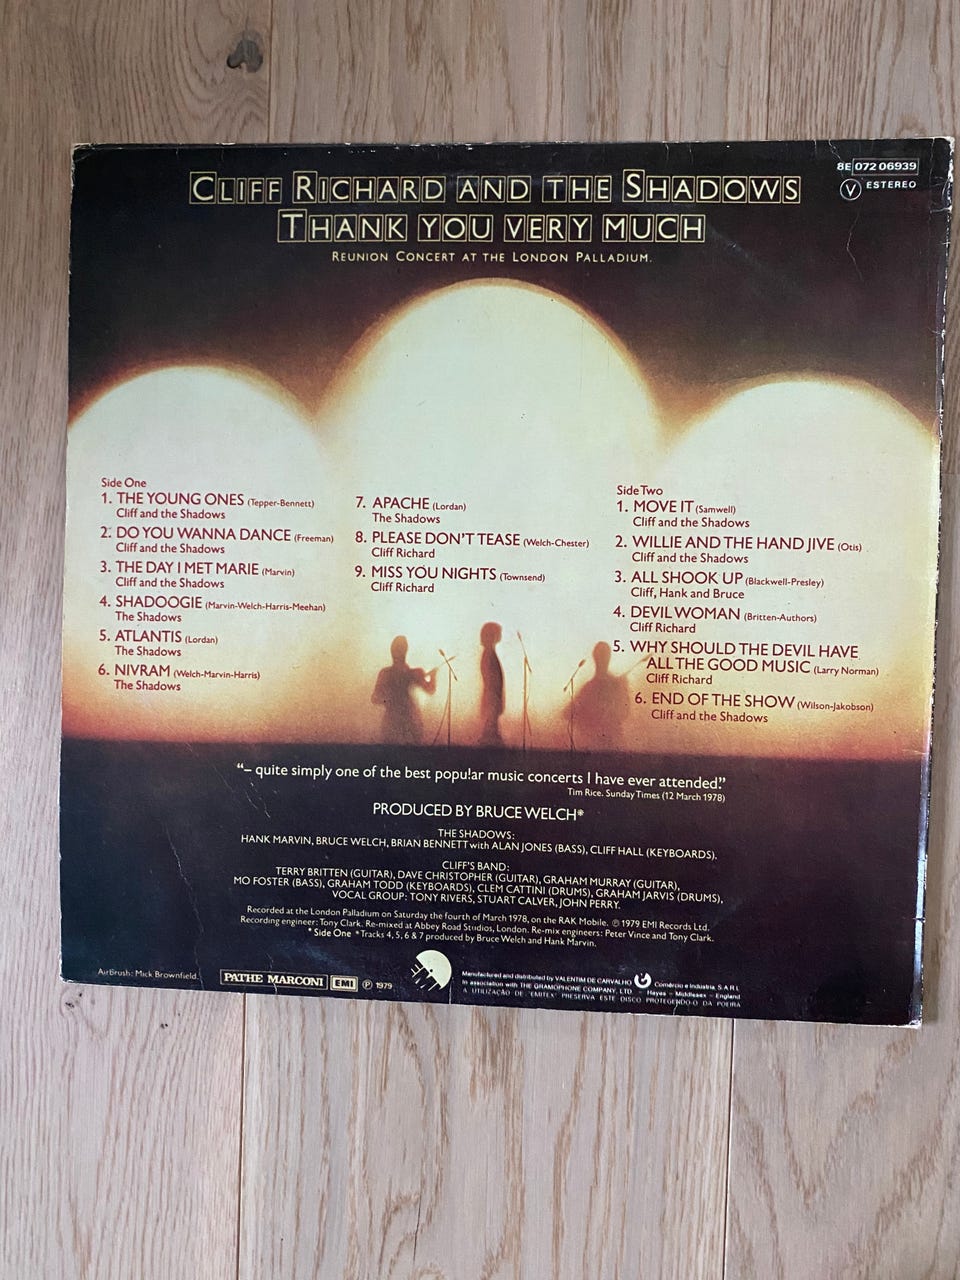 8E 072 06939
V ESTEREO
CLIFF RICHARD AND THE SHADOWS
THANK YOU VERY MUCH
REUNION CONCERT AT THE LONDON PALLADIUM.
Side One
1. THE YOUNG ONES (Tepper-Bennett)
Cliff and the Shadows
2. DO YOU WANNA DANCE (Freeman)
Cliff and the Shadows
3. THE DAY I MET MARIE (Marvin)
Cliff and the Shadows
4. SHADOOGIE (Marvin-Welch-Harris-Meehan)
The Shadows
5. ATLANTIS (Lordan)
The Shadows
6. NIVRAM (Welch-Marvin-Harris)
The Shadows
7. APACHE (Lordan)
The Shadows
8. PLEASE DON'T TEASE (Welch-Chester)
Cliff Richard
9. MISS YOU NIGHTS (Townsend)
Cliff Richard
Side Two
1. MOVE IT (Samwell)
Cliff and the Shadows
2. WILLIE AND THE HAND JIVE (Otis)
Cliff and the Shadows
3. ALL SHOOK UP (Blackwell-Presley)
Cliff, Hank and Bruce
4. DEVIL WOMAN (Britten-Authors)
Cliff Richard
5. WHY SHOULD THE DEVIL HAVE
ALL THE GOOD MUSIC (Larry Norman)
Cliff Richard
6. END OF THE SHOW (Wilson-Jakobson)
Cliff and the Shadows
“– quite simply one of the best popular music concerts I have ever attended.”
Tim Rice. Sunday Times (12 March 1978)
PRODUCED BY BRUCE WELCH*
THE SHADOWS:
HANK MARVIN, BRUCE WELCH, BRIAN BENNETT with ALAN JONES (BASS), CLIFF HALL (KEYBOARDS).
CLIFF'S BAND:
TERRY BRITTEN (GUITAR), DAVE CHRISTOPHER (GUITAR), GRAHAM MURRAY (GUITAR),
MO FOSTER (BASS), GRAHAM TODD (KEYBOARDS), CLEM CATTINI (DRUMS), GRAHAM JARVIS (DRUMS),
VOCAL GROUP: TONY RIVERS, STUART CALVER, JOHN PERRY.
Recorded at the London Palladium on Saturday the fourth of March 1978, on the RAK Mobile. ℗ 1979 EMI Records Ltd.
Recording engineer: Tony Clark. Re-mixed at Abbey Road Studios, London. Re-mix engineers: Peter Vince and Tony Clark.
* Side One * Tracks 4, 5, 6 & 7 produced by Bruce Welch and Hank Marvin.
AirBrush: Mick Brownfield.
PATHE MARCONI EMI ℗ 1979
Manufactured and distributed by VALENTIM DE CARVALHO Comércio e Indústria, S.A.R.L
In association with THE GRAMOPHONE COMPANY, LTD – Hayes – Middlesex – England
A UTILIZAÇÃO DE "EMITEX" PRESERVA ESTE DISCO PROTEGENDO-O DA POEIRA